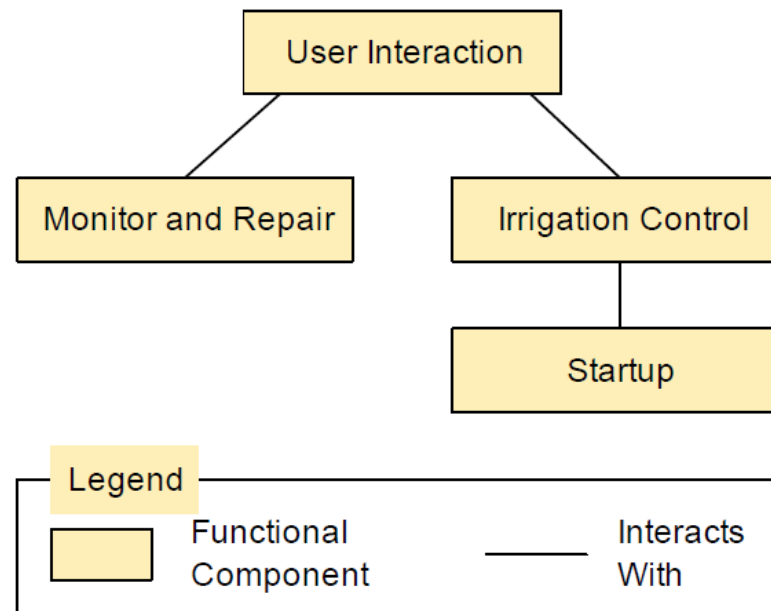 User Interaction
Monitor and Repair
Irrigation Control
Startup
Legend
Functional
Component
Interacts
With